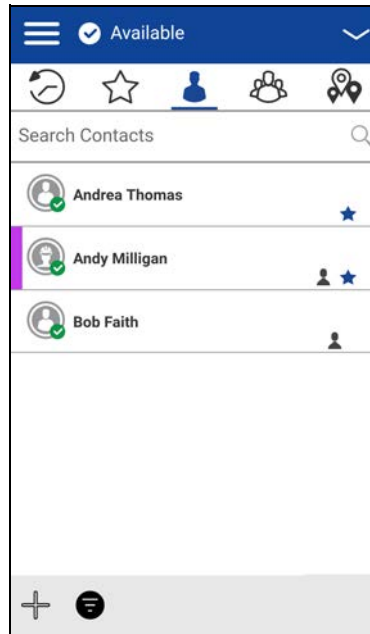 Available
Search Contacts
Andrea Thomas
Andy Milligan
Bob Faith